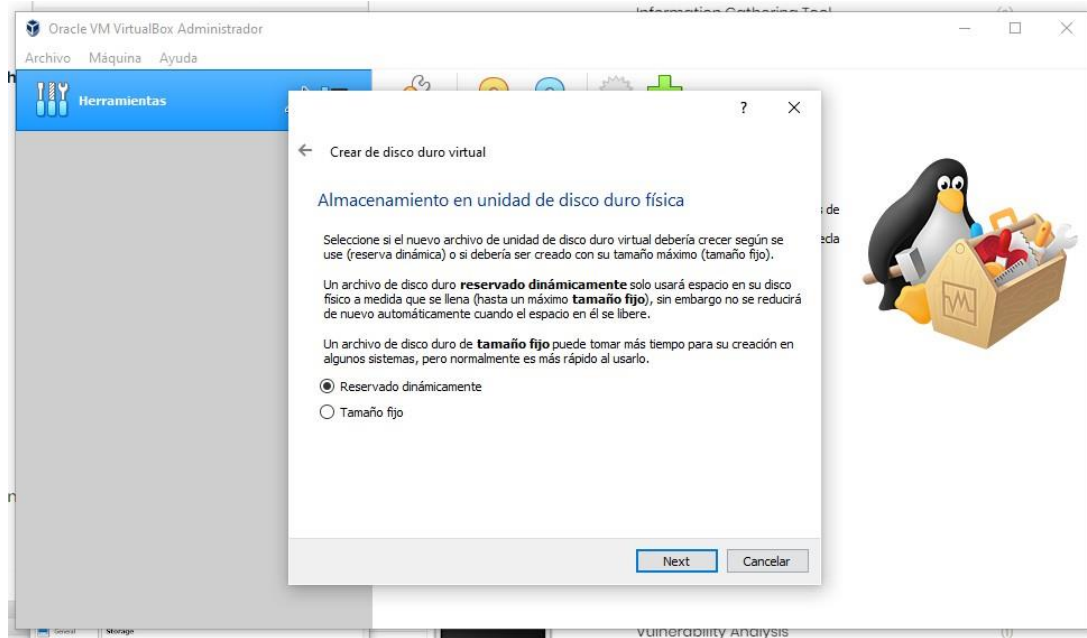 Information Gathering Tool
Oracle VM VirtualBox Administrador
Archivo Máquina Ayuda
Herramientas
?
Crear de disco duro virtual
Almacenamiento en unidad de disco duro física
Seleccione si el nuevo archivo de unidad de disco duro virtual debería crecer según se
use (reserva dinámica) o si debería ser creado con su tamaño máximo (tamaño fijo).
Un archivo de disco duro reservado dinámicamente solo usará espacio en su disco
físico a medida que se llena (hasta un máximo tamaño fijo), sin embargo no se reducirá
de nuevo automáticamente cuando el espacio en él se libere.
Un archivo de disco duro de tamaño fijo puede tomar más tiempo para su creación en
algunos sistemas, pero normalmente es más rápido al usarlo.
Reservado dinámicamente
Tamaño fijo
de
Next Cancelar
General Storage
Vulnerability Analysis